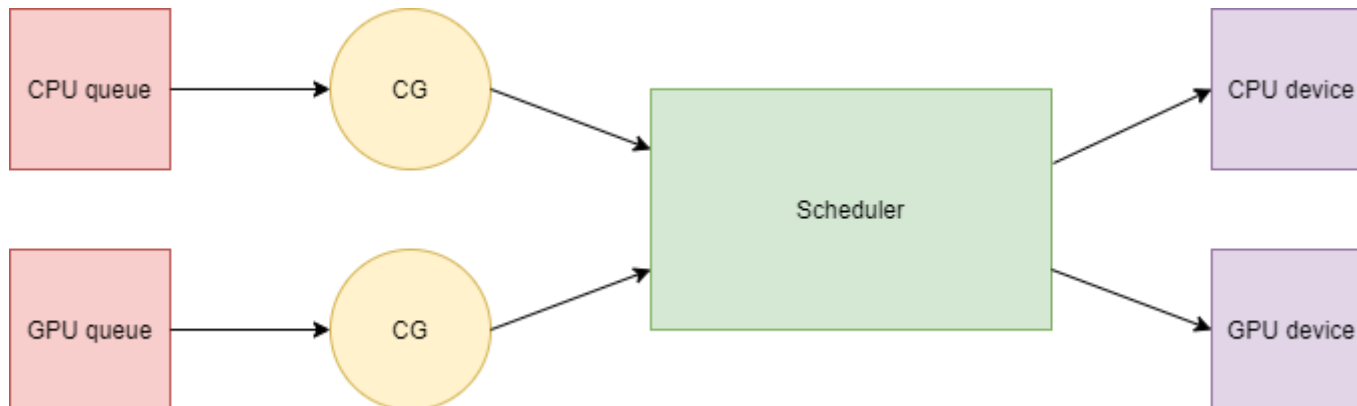 CPU queue
CG
CPU device
Scheduler
GPU queue
CG
GPU device